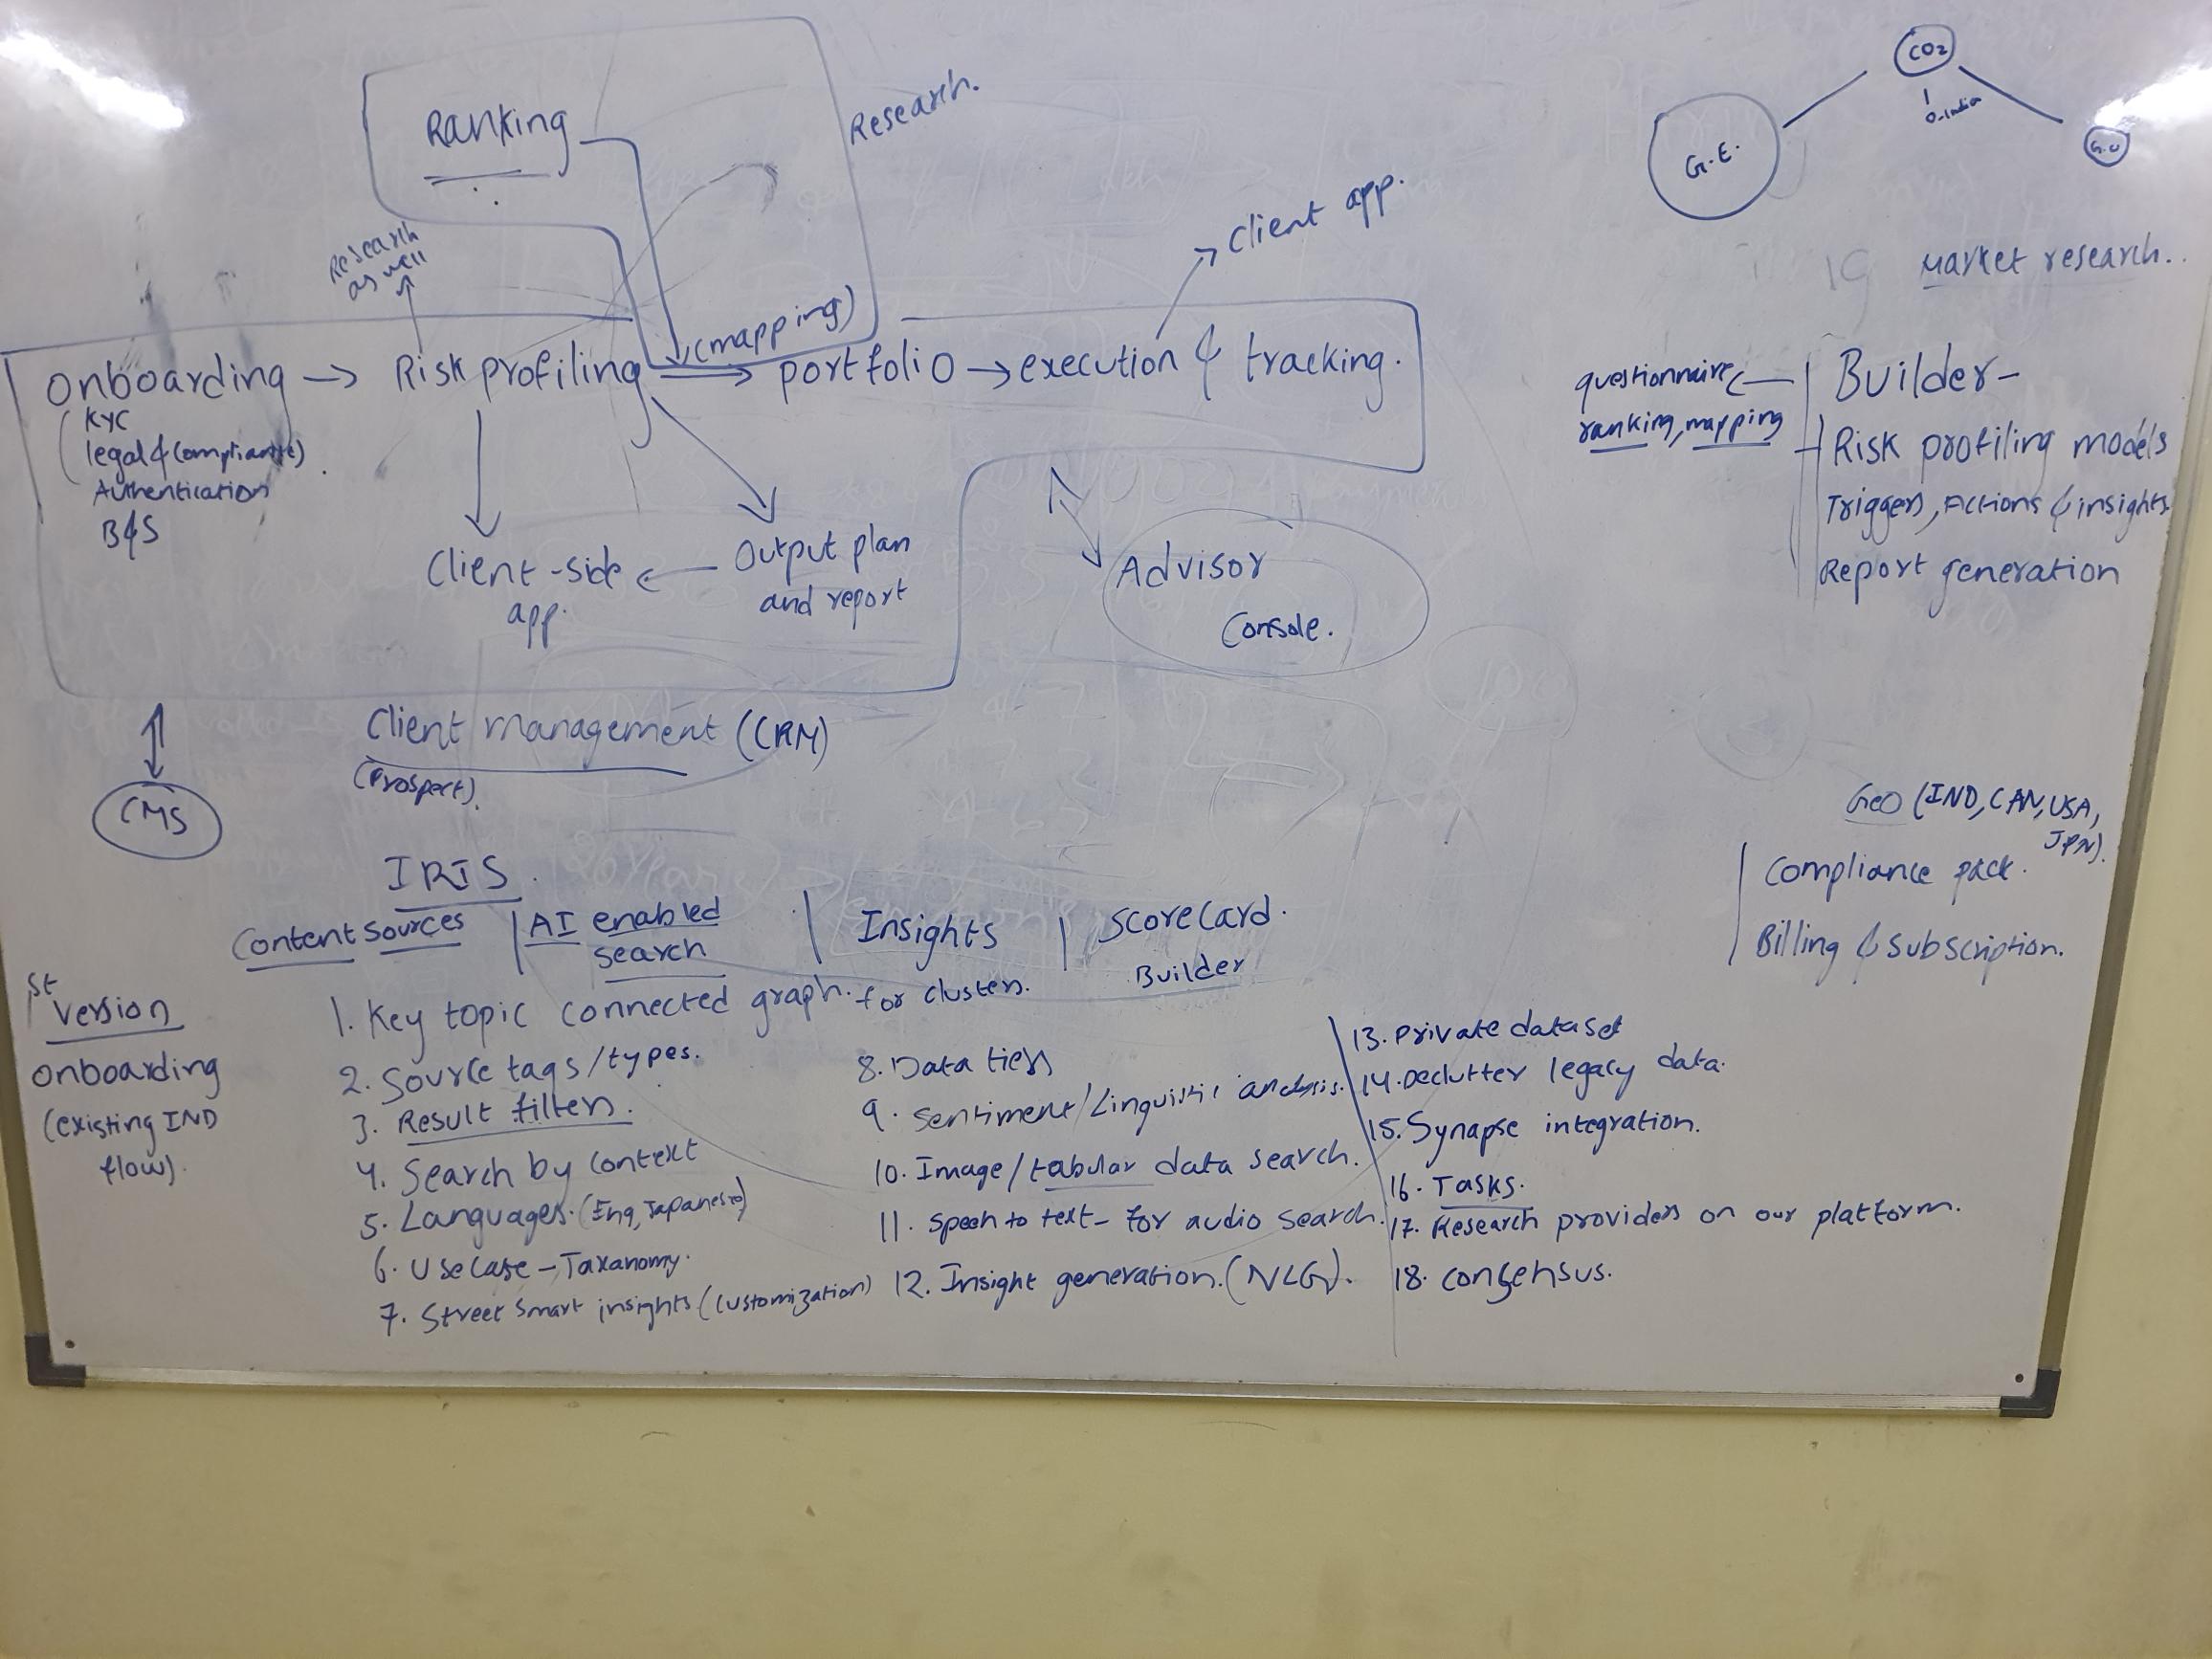 Ranking
Research.
CO2
G.E.
Research
as well
Client app.
Market research..
(mapping)
Onboarding → Risk profiling ⇒ portfolio → execution & tracking.
KYC
legal & compliance)
Authentication
B&S
Client-side
app.
Output plan
and report
Advisor
Console.
questionnaire
ranking, mapping
Builder-
Risk profiling models
Triggers, Actions & insights
Report generation
Client Management (CRM)
(Prospect).
CMS
Geo (IND, CAN, USA,
JPN).
Compliance pack.
Billing & subscription.
IRIS.
Content sources | AI enabled
search
| Insights | Scorecard.
Builder
1st
Version
Onboarding
(existing IND
flow).
1. Key topic connected graph. for clusters.
2. Source tags/types.
3. Result filters.
4. Search by context
5. Languages. (Eng, Japanese)
6. Use case - Taxanomy.
7. Street smart insights (customization)
8. Data tiers
9. Sentiment/Linguistic analysis.
10. Image/tabular data search.
11. Speech to text- for audio search.
12. Insight generation. (NLG).
13. Private dataset
14. Declutter legacy data.
15. Synapse integration.
16. Tasks.
17. Research providers on our platform.
18. Consensus.